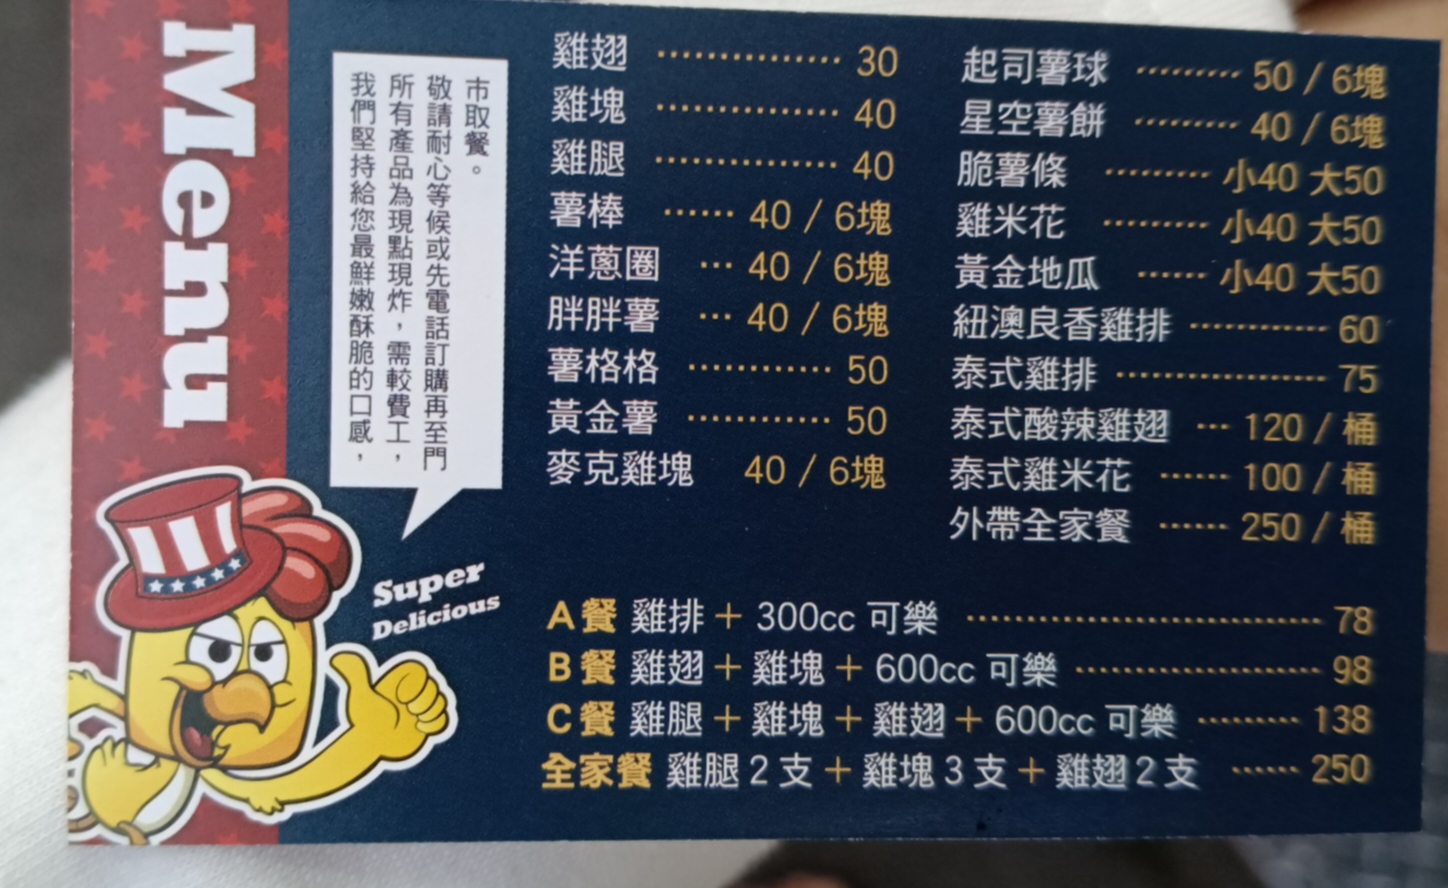 Menu
我們堅持給您最鮮嫩酥脆的口感，
所有產品為現點現炸，需較費工，
敬請耐心等候或先電話訂購再至門
市取餐。
Super
Delicious
雞翅 ················ 30
雞塊 ················ 40
雞腿 ················ 40
薯棒 ······ 40 / 6塊
洋蔥圈 ··· 40 / 6塊
胖胖薯 ··· 40 / 6塊
薯格格 ············ 50
黃金薯 ············ 50
麥克雞塊 40 / 6塊
起司薯球 ········· 50 / 6塊
星空薯餅 ········· 40 / 6塊
脆薯條 ········· 小40 大50
雞米花 ········· 小40 大50
黃金地瓜 ······ 小40 大50
紐澳良香雞排 ············ 60
泰式雞排 ·················· 75
泰式酸辣雞翅 ··· 120 / 桶
泰式雞米花 ······ 100 / 桶
外帶全家餐 ······ 250 / 桶
A餐 雞排 + 300cc 可樂 ······························ 78
B餐 雞翅 + 雞塊 + 600cc 可樂 ····················· 98
C餐 雞腿 + 雞塊 + 雞翅 + 600cc 可樂 ········· 138
全家餐 雞腿 2 支 + 雞塊 3 支 + 雞翅 2 支 ······ 250